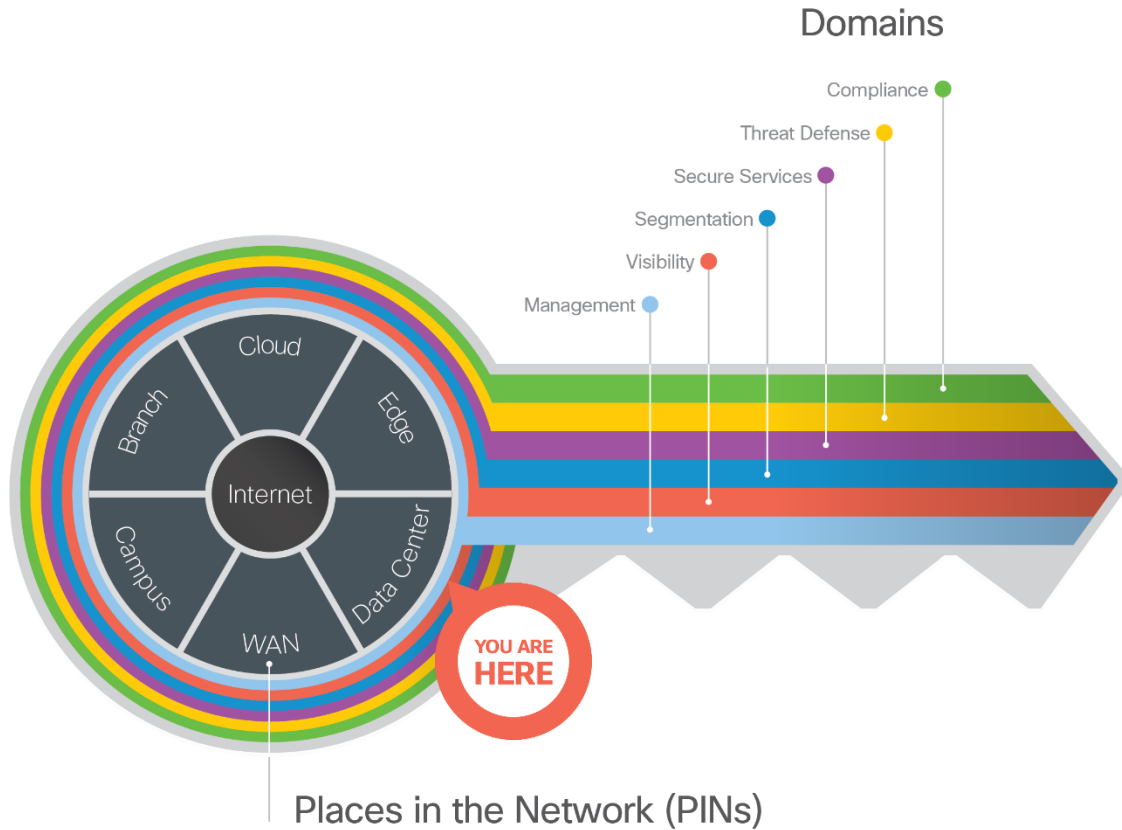 Domains
Compliance
Threat Defense
Secure Services
Segmentation
Visibility
Management
Cloud
Branch
Edge
Internet
Campus
Data Center
WAN
YOU ARE
HERE
Places in the Network (PINs)